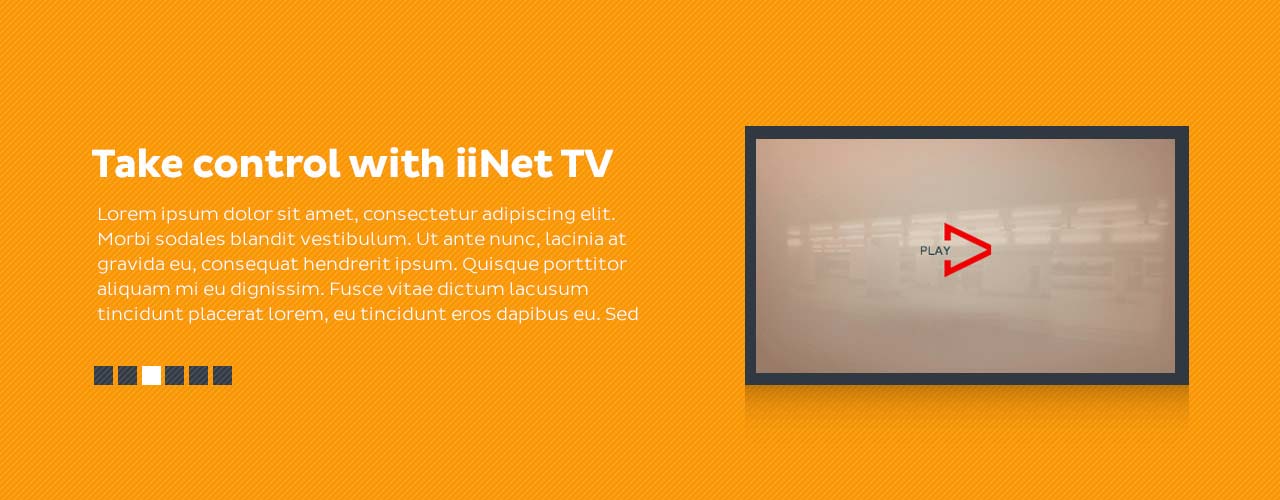 Take control with iiNet TV
Lorem ipsum dolor sit amet, consectetur adipiscing elit.
Morbi sodales blandit vestibulum. Ut ante nunc, lacinia at
gravida eu, consequat hendrerit ipsum. Quisque porttitor
aliquam mi eu dignissim. Fusce vitae dictum lacusum
tincidunt placerat lorem, eu tincidunt eros dapibus eu. Sed
PLAY